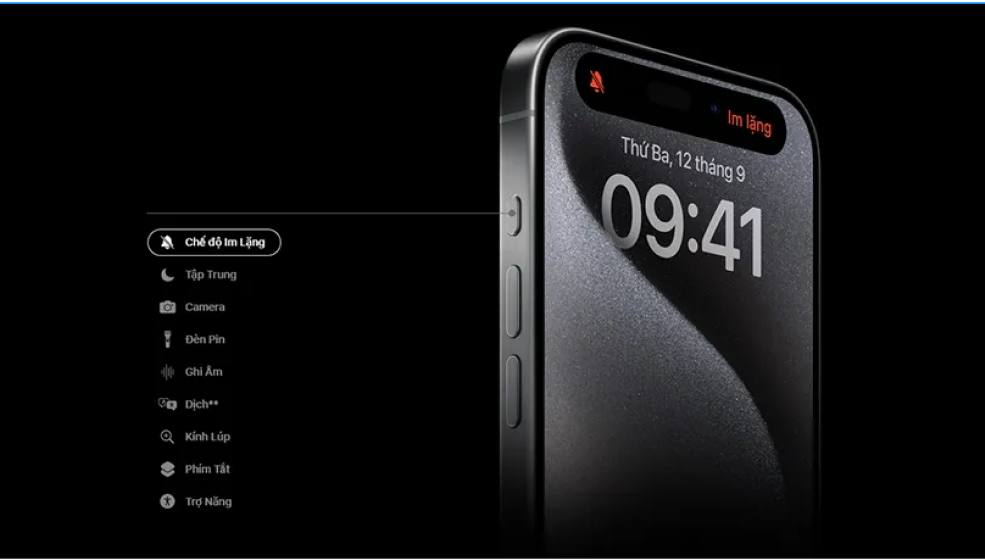 Im lặng
Thứ Ba, 12 tháng 9
09:41
Chế độ Im Lặng
Tập Trung
Camera
Đèn Pin
Ghi Âm
Dịch**
Kính Lúp
Phím Tắt
Trợ Năng